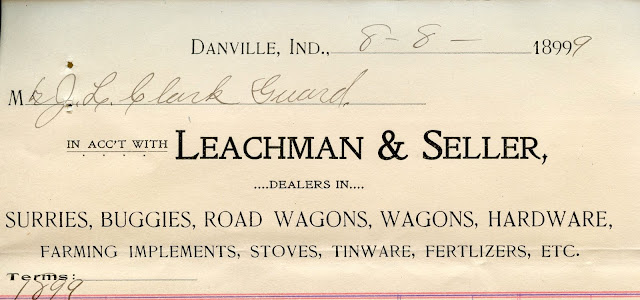 DANVILLE, IND., 8-8- 18999
Mr J. L. Clark Guard.
IN ACC'T WITH LEACHMAN & SELLER,
....DEALERS IN....
SURRIES, BUGGIES, ROAD WAGONS, WAGONS, HARDWARE,
FARMING IMPLEMENTS, STOVES, TINWARE, FERTLIZERS, ETC.
Terms:
1899